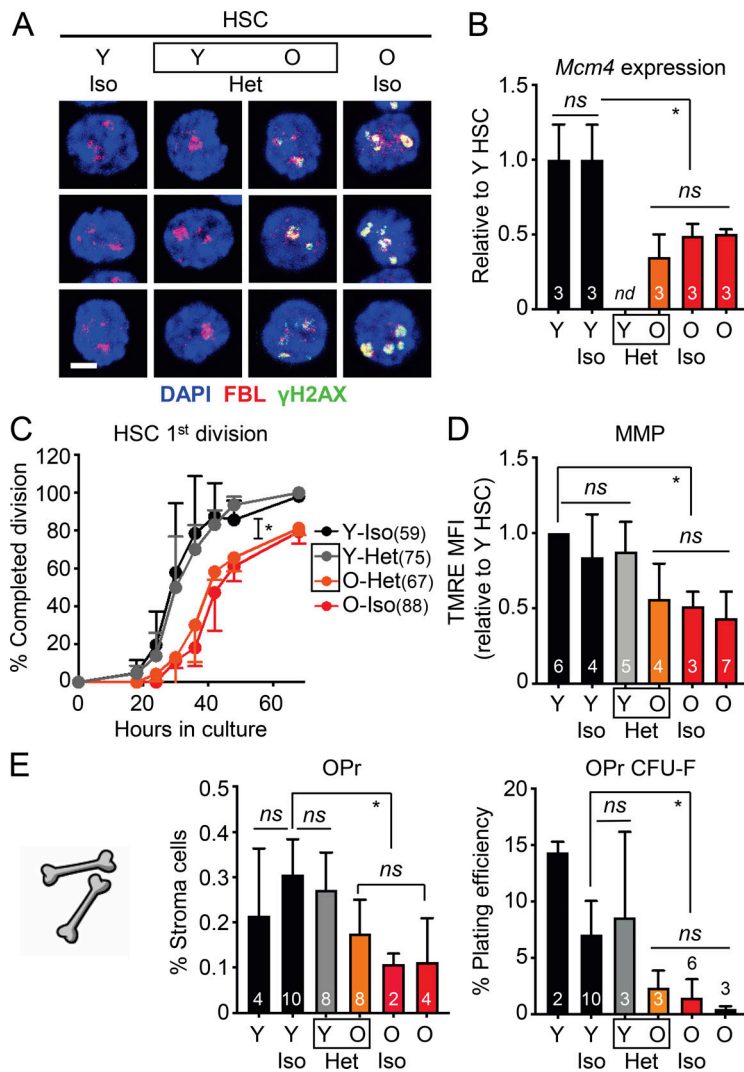 A
HSC
Y Y O O
Iso Het Iso
DAPI FBL γH2AX
B
Mcm4 expression
ns
*
ns
Relative to Y HSC
1.5
1.0
0.5
0
3 3 nd 3 3 3
Y Y Y O O O
Iso Het Iso
C
HSC 1st division
% Completed division
120
100
80
60
40
20
0
*
Y-Iso(59)
Y-Het(75)
O-Het(67)
O-Iso(88)
0 20 40 60
Hours in culture
D
MMP
ns
*
ns
TMRE MFI
(relative to Y HSC)
1.5
1.0
0.5
0
6 4 5 4 3 7
Y Y Y O O O
Iso Het Iso
E
OPr
ns ns
*
ns
% Stroma cells
0.5
0.4
0.3
0.2
0.1
0
4 10 8 8 2 4
Y Y Y O O O
Iso Het Iso
OPr CFU-F
ns
*
ns
% Plating efficiency
20
15
10
5
0
2 10 3 3 6 3
Y Y Y O O O
Iso Het Iso